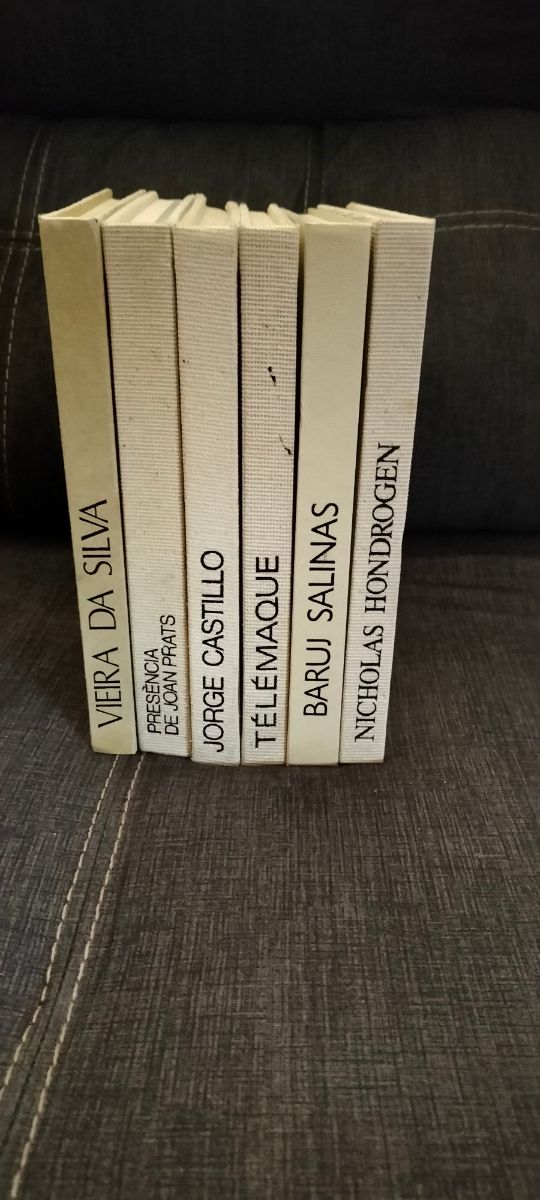 VIEIRA DA SILVA
PRESÈNCIA
DE JOAN PRATS
JORGE CASTILLO
TÉLÉMAQUE
BARUJ SALINAS
NICHOLAS HONDROGEN